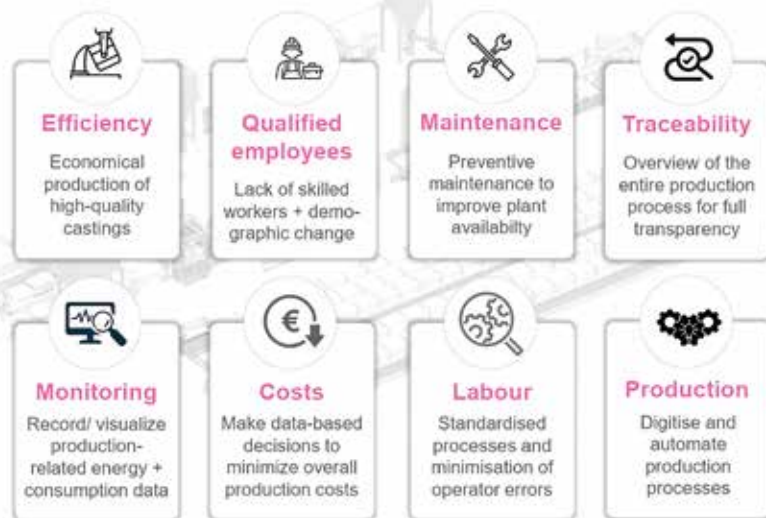 Efficiency
Economical
production of
high-quality
castings
Qualified
employees
Lack of skilled
workers + demo-
graphic change
Maintenance
Preventive
maintenance to
improve plant
availabilty
Traceability
Overview of the
entire production
process for full
transparency
Monitoring
Record/ visualize
production-
related energy +
consumption data
Costs
Make data-based
decisions to
minimize overall
production costs
Labour
Standardised
processes and
minimisation of
operator errors
Production
Digitise and
automate
production
processes